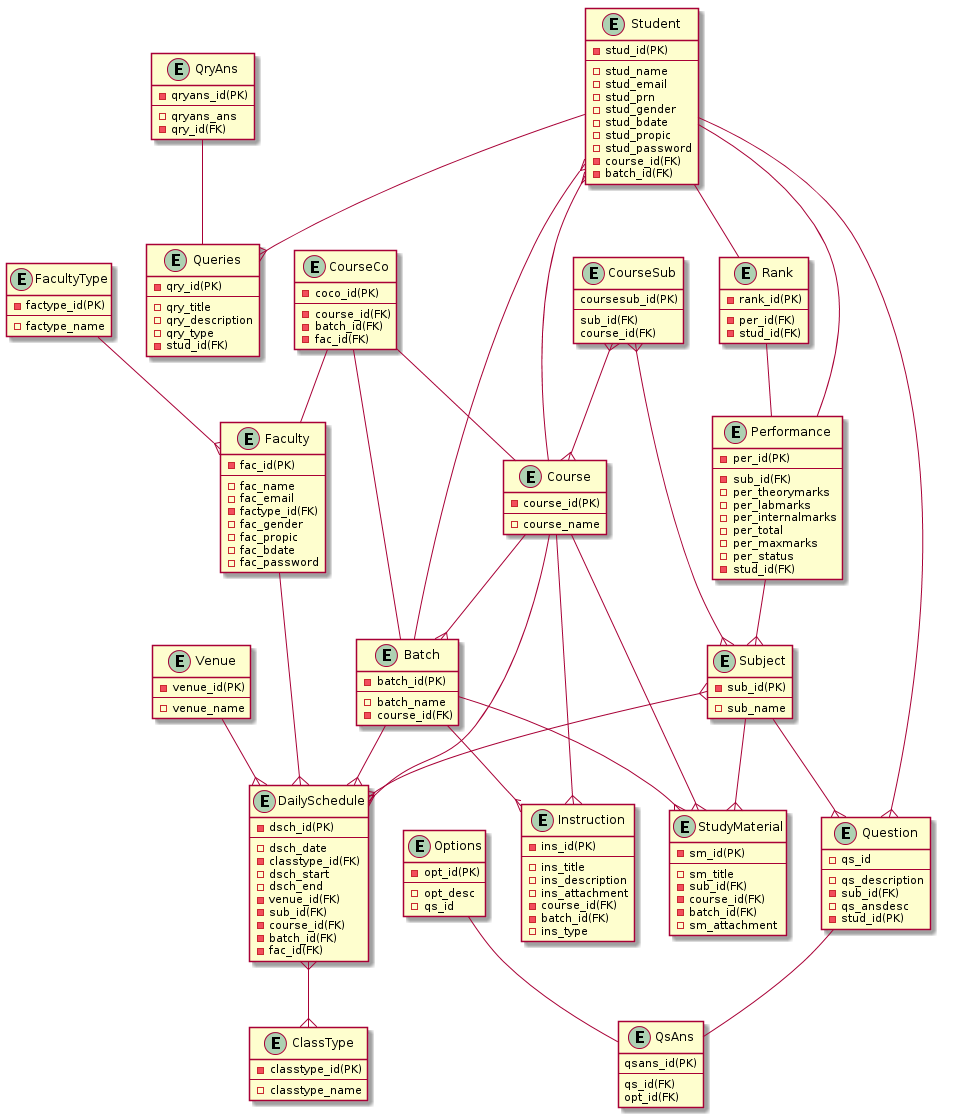 E Student
stud_id(PK)
stud_name
stud_email
stud_prn
stud_gender
stud_bdate
stud_propic
stud_password
course_id(FK)
batch_id(FK)
E QryAns
qryans_id(PK)
qryans_ans
qry_id(FK)
E FacultyType
factype_id(PK)
factype_name
E Queries
qry_id(PK)
qry_title
qry_description
qry_type
stud_id(FK)
E CourseCo
coco_id(PK)
course_id(FK)
batch_id(FK)
fac_id(FK)
E CourseSub
coursesub_id(PK)
sub_id(FK)
course_id(FK)
E Rank
rank_id(PK)
per_id(FK)
stud_id(FK)
E Faculty
fac_id(PK)
fac_name
fac_email
factype_id(FK)
fac_gender
fac_propic
fac_bdate
fac_password
E Course
course_id(PK)
course_name
E Performance
per_id(PK)
sub_id(FK)
per_theorymarks
per_labmarks
per_internalmarks
per_total
per_maxmarks
per_status
stud_id(FK)
E Venue
venue_id(PK)
venue_name
E Batch
batch_id(PK)
batch_name
course_id(FK)
E Subject
sub_id(PK)
sub_name
E DailySchedule
dsch_id(PK)
dsch_date
classtype_id(FK)
dsch_start
dsch_end
venue_id(FK)
sub_id(FK)
course_id(FK)
batch_id(FK)
fac_id(FK)
E Options
opt_id(PK)
opt_desc
qs_id
E Instruction
ins_id(PK)
ins_title
ins_description
ins_attachment
course_id(FK)
batch_id(FK)
ins_type
E StudyMaterial
sm_id(PK)
sm_title
sub_id(FK)
course_id(FK)
batch_id(FK)
sm_attachment
E Question
qs_id
qs_description
sub_id(FK)
qs_ansdesc
stud_id(PK)
E ClassType
classtype_id(PK)
classtype_name
E QsAns
qsans_id(PK)
qs_id(FK)
opt_id(FK)